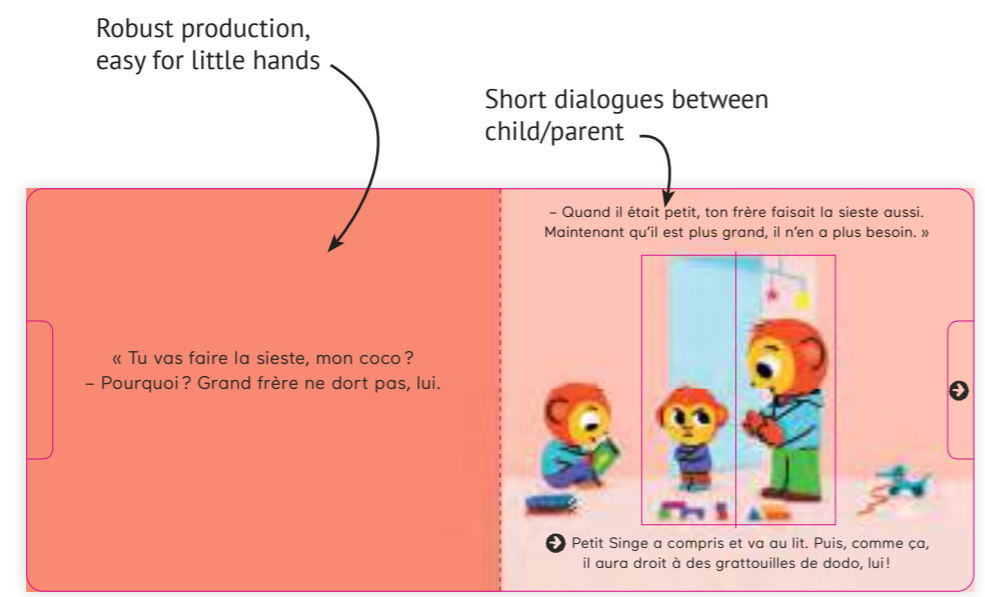 Robust production,
easy for little hands
Short dialogues between
child/parent
« Tu vas faire la sieste, mon coco ?
– Pourquoi ? Grand frère ne dort pas, lui.
– Quand il était petit, ton frère faisait la sieste aussi.
Maintenant qu’il est plus grand, il n’en a plus besoin. »
Petit Singe a compris et va au lit. Puis, comme ça,
il aura droit à des grattouilles de dodo, lui !